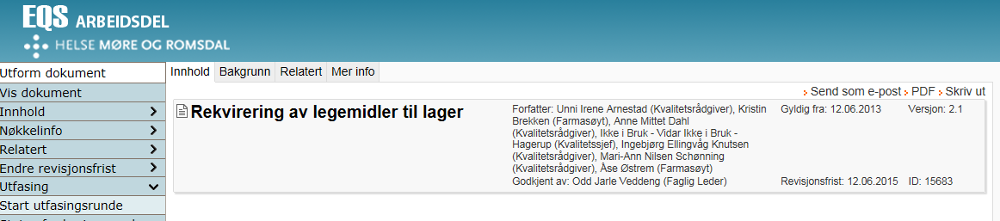 EQS ARBEIDSDEL
HELSE MØRE OG ROMSDAL
Utform dokument
Vis dokument
Innhold
Nøkkelinfo
Relatert
Endre revisjonsfrist
Utfasing
Start utfasingsrunde
Innhold Bakgrunn Relatert Mer info
Send som e-post PDF Skriv ut
Rekvirering av legemidler til lager
Forfatter: Unni Irene Arnestad (Kvalitetsrådgiver), Kristin
Brekken (Farmasøyt), Anne Mittet Dahl
(Kvalitetsrådgiver), Ikke i Bruk - Vidar Ikke i Bruk -
Hagerup (Kvalitetssjef), Ingebjørg Ellingvåg Knutsen
(Kvalitetsrådgiver), Mari-Ann Nilsen Schønning
(Kvalitetsrådgiver), Åse Østrem (Farmasøyt)
Godkjent av: Odd Jarle Veddeng (Faglig Leder)
Gyldig fra: 12.06.2013
Versjon: 2.1
Revisjonsfrist: 12.06.2015
ID: 15683